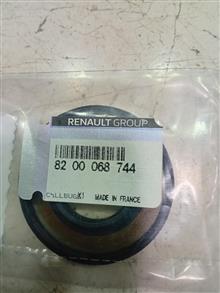 RENAULT GROUP
82 00 068 744
MADE IN FRANCE